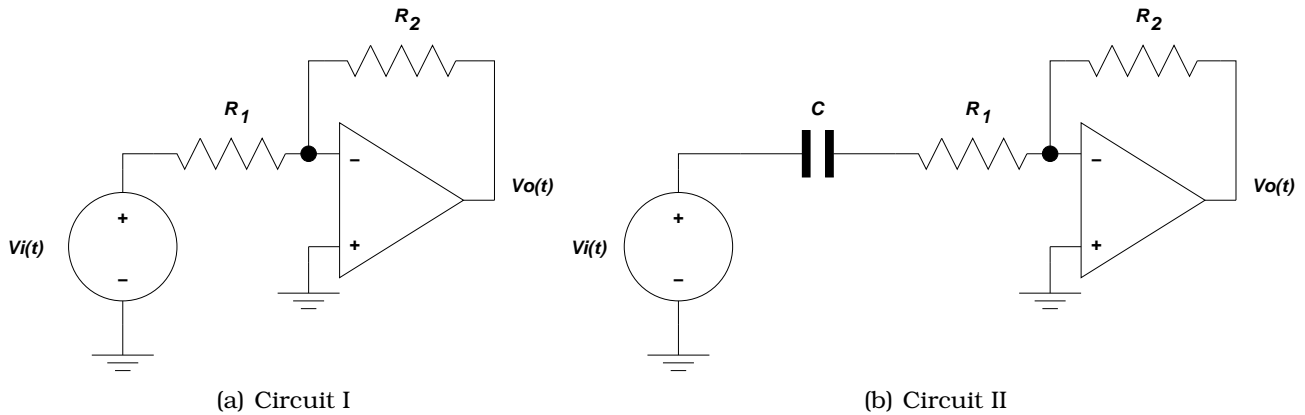 R2
R1
−
+
Vi(t)
+
−
Vo(t)
(a) Circuit I
R2
C
R1
−
+
Vi(t)
+
−
Vo(t)
(b) Circuit II